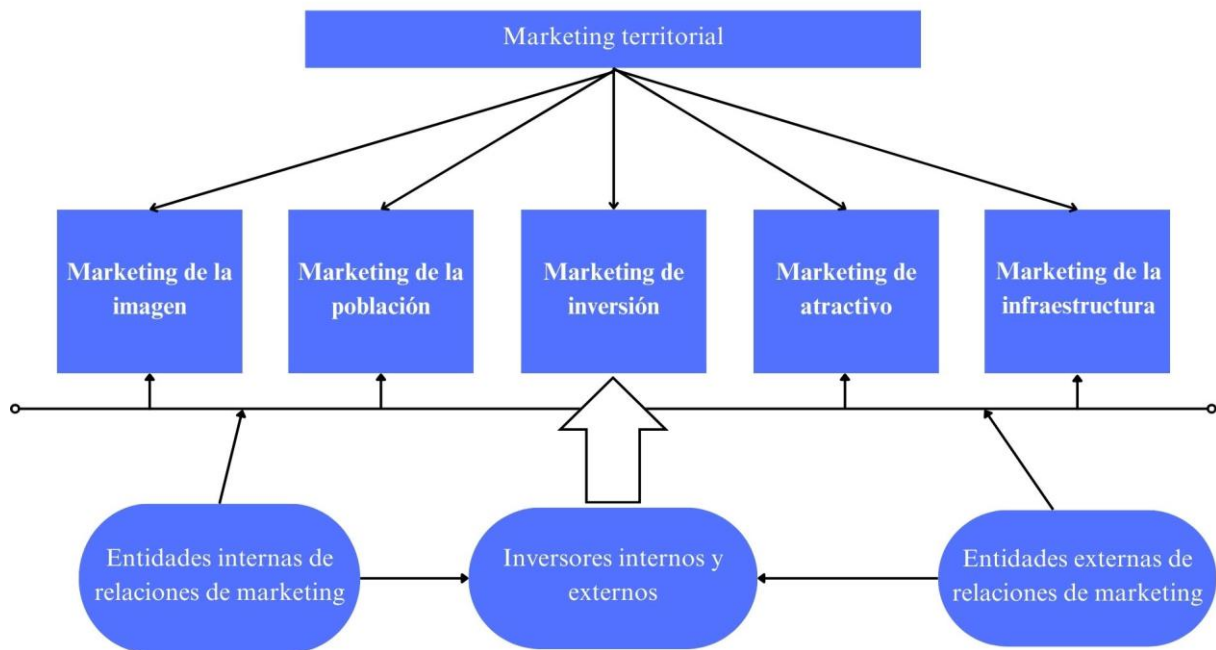 Marketing territorial
Marketing de la
imagen
Marketing de la
población
Marketing de
inversión
Marketing de
atractivo
Marketing de la
infraestructura
Entidades internas de
relaciones de marketing
Inversores internos y
externos
Entidades externas de
relaciones de marketing